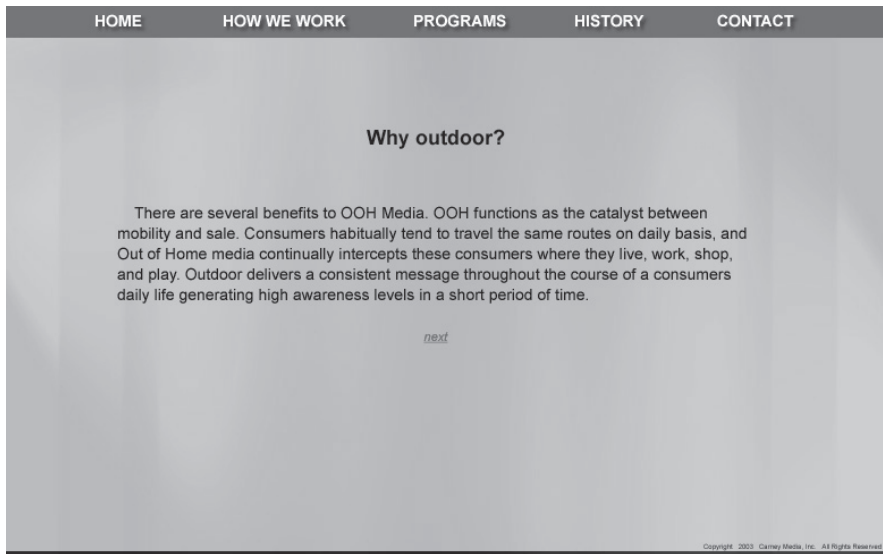 HOME HOW WE WORK PROGRAMS HISTORY CONTACT
Why outdoor?
There are several benefits to OOH Media. OOH functions as the catalyst between
mobility and sale. Consumers habitually tend to travel the same routes on daily basis, and
Out of Home media continually intercepts these consumers where they live, work, shop,
and play. Outdoor delivers a consistent message throughout the course of a consumers
daily life generating high awareness levels in a short period of time.
next
Copyright 2003 Carney Media, Inc. All Rights Reserved